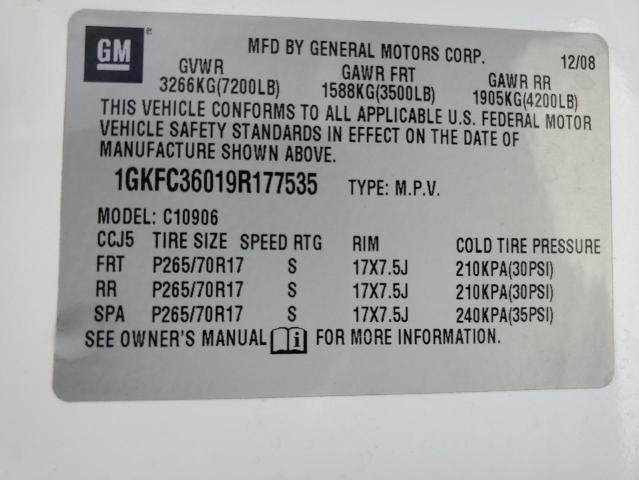 GM MFD BY GENERAL MOTORS CORP. 12/08
GVWR GAWR FRT GAWR RR
3266KG(7200LB) 1588KG(3500LB) 1905KG(4200LB)
THIS VEHICLE CONFORMS TO ALL APPLICABLE U.S. FEDERAL MOTOR
VEHICLE SAFETY STANDARDS IN EFFECT ON THE DATE OF
MANUFACTURE SHOWN ABOVE.
1GKFC36019R177535 TYPE: M.P.V.
MODEL: C10906
CCJ5 TIRE SIZE SPEED RTG RIM COLD TIRE PRESSURE
FRT P265/70R17 S 17X7.5J 210KPA(30PSI)
RR P265/70R17 S 17X7.5J 210KPA(30PSI)
SPA P265/70R17 S 17X7.5J 240KPA(35PSI)
SEE OWNER'S MANUAL i FOR MORE INFORMATION.